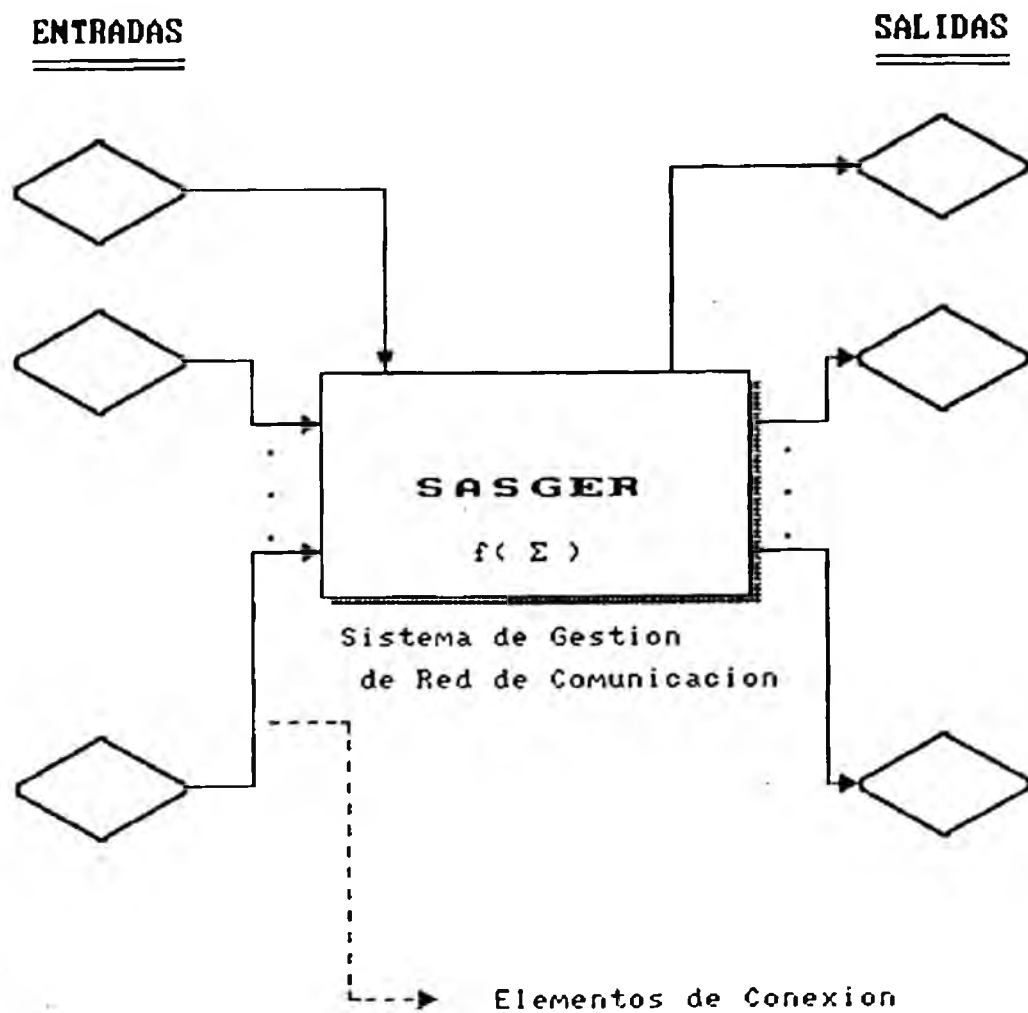 ENTRADAS
SALIDAS
SASGER
f( Σ )
Sistema de Gestion
de Red de Comunicacion
Elementos de Conexion